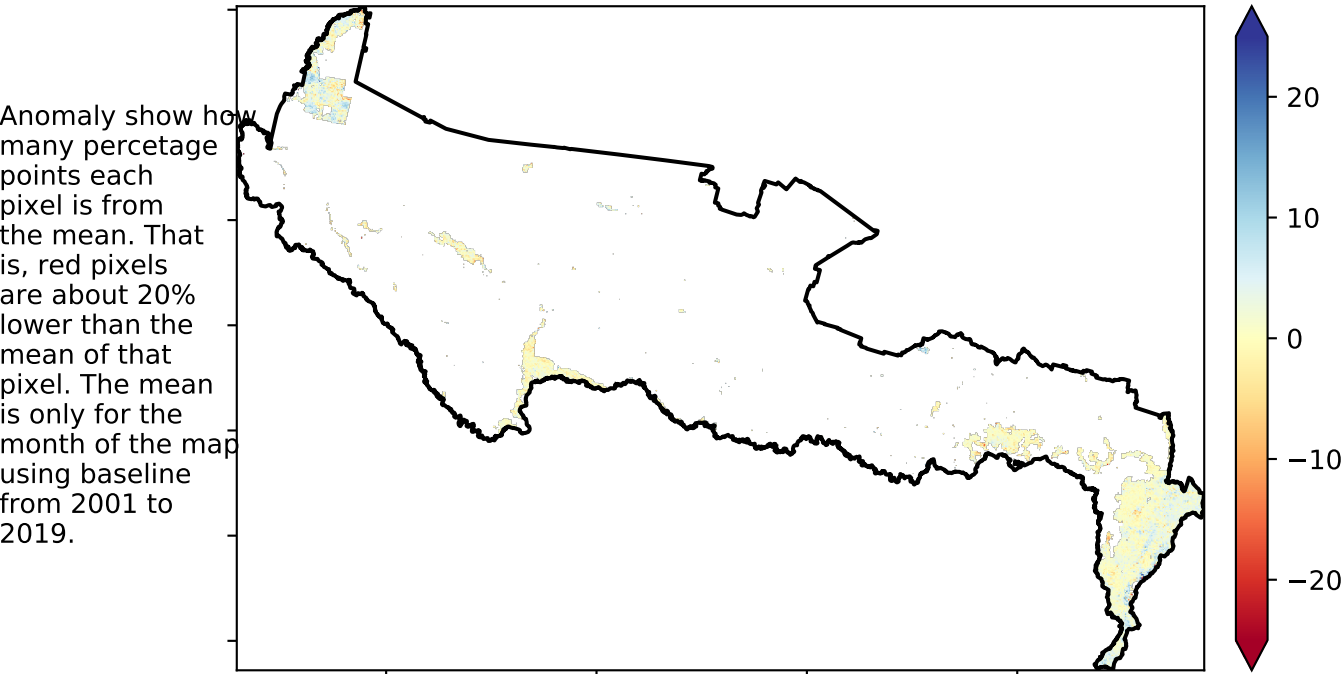 Anomaly show how
many percetage
points each
pixel is from
the mean. That
is, red pixels
are about 20%
lower than the
mean of that
pixel. The mean
is only for the
month of the map
using baseline
from 2001 to
2019.
20
10
0
−10
−20